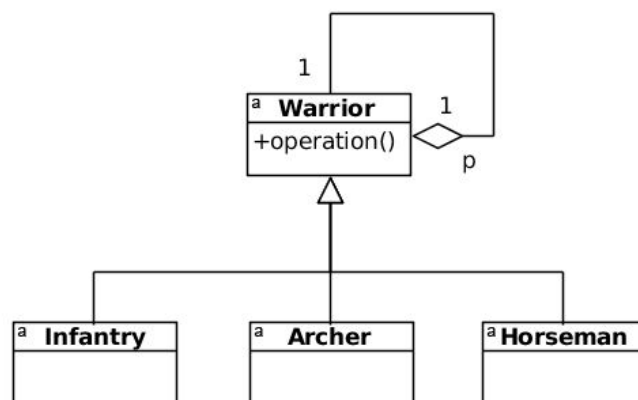 1
a Warrior
1
+operation()
p
a Infantry
a Archer
a Horseman